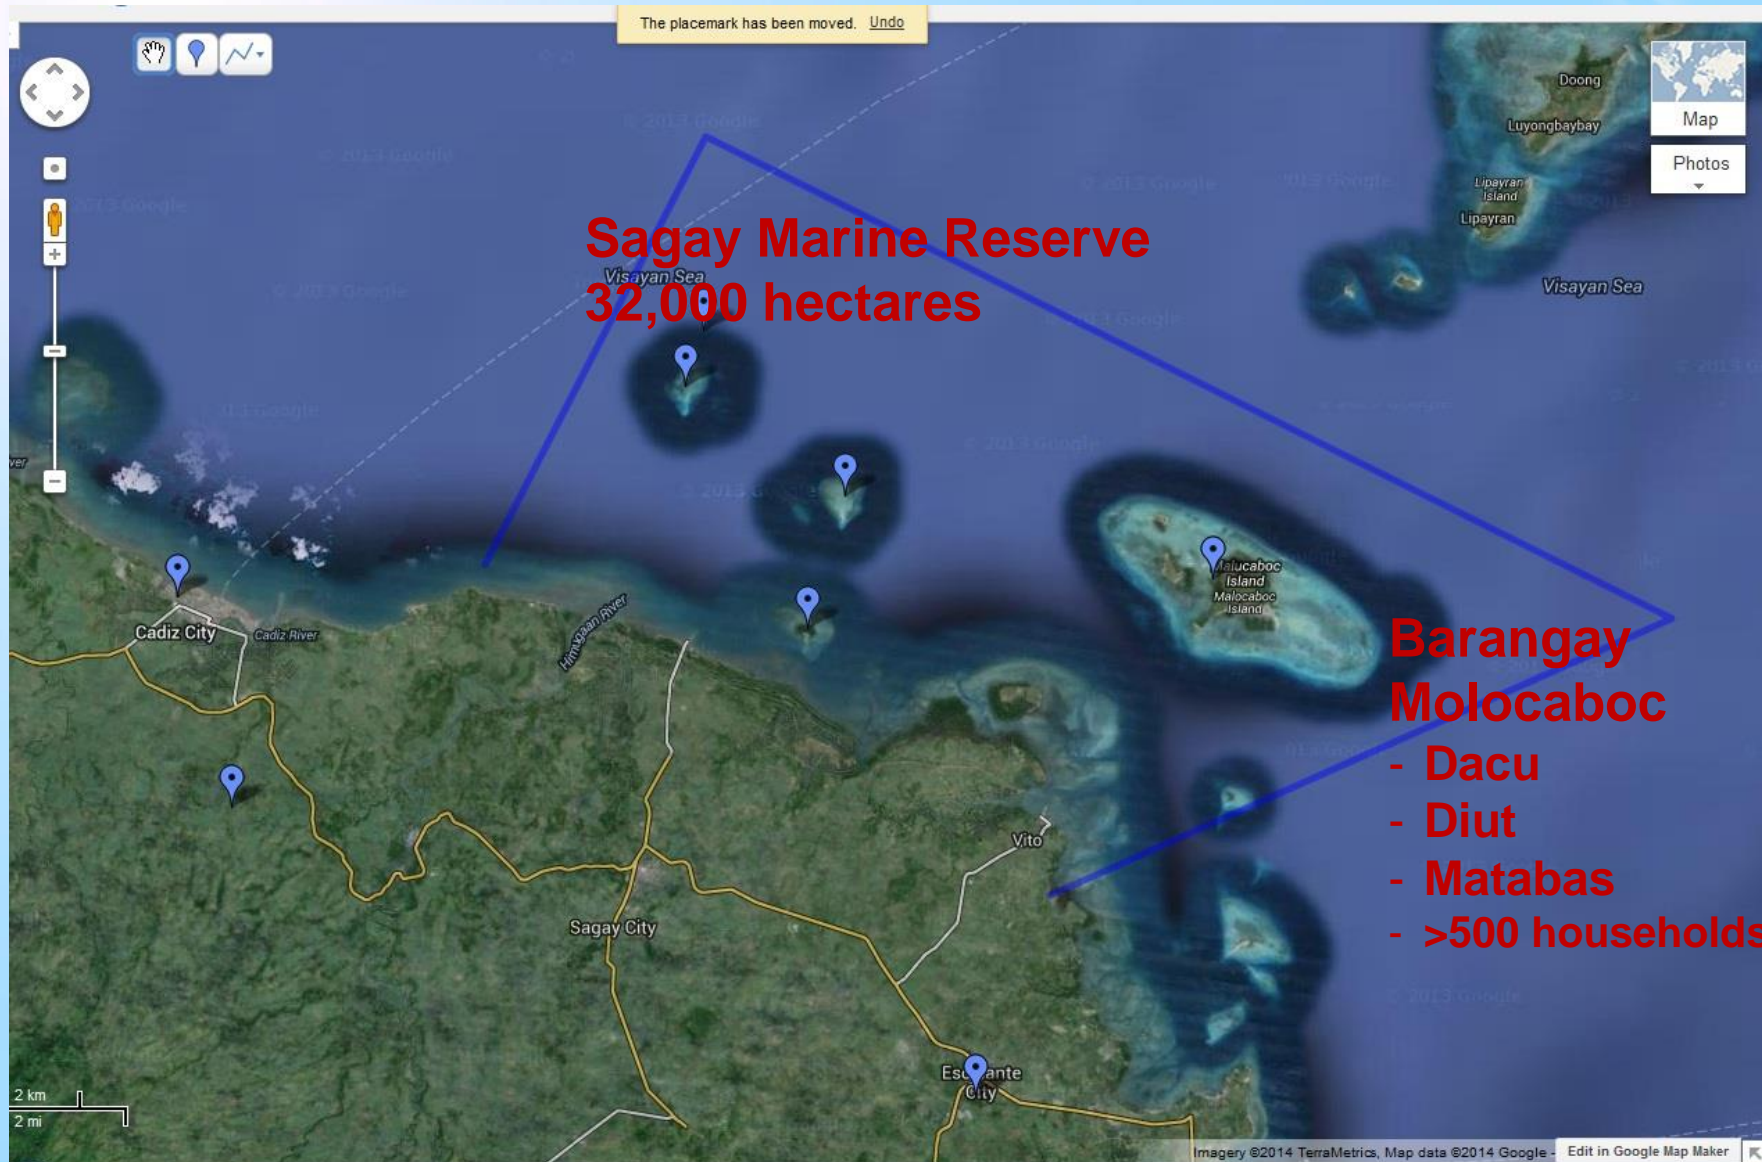 The placemark has been moved. Undo
Map
Photos
Doong
Luyongbaybay
Lipayran
Island
Lipayran
Visayan Sea
© 2013 Google
Sagay Marine Reserve
Visayan Sea
32,000 hectares
Malucaboc
Island
Malocaboc
Island
Cadiz City
Cadiz River
Himugaan River
Barangay
Molocaboc
- Dacu
- Diut
- Matabas
- >500 households
Vito
Sagay City
Escalante
City
2 km
2 mi
Imagery ©2014 TerraMetrics, Map data ©2014 Google -
Edit in Google Map Maker